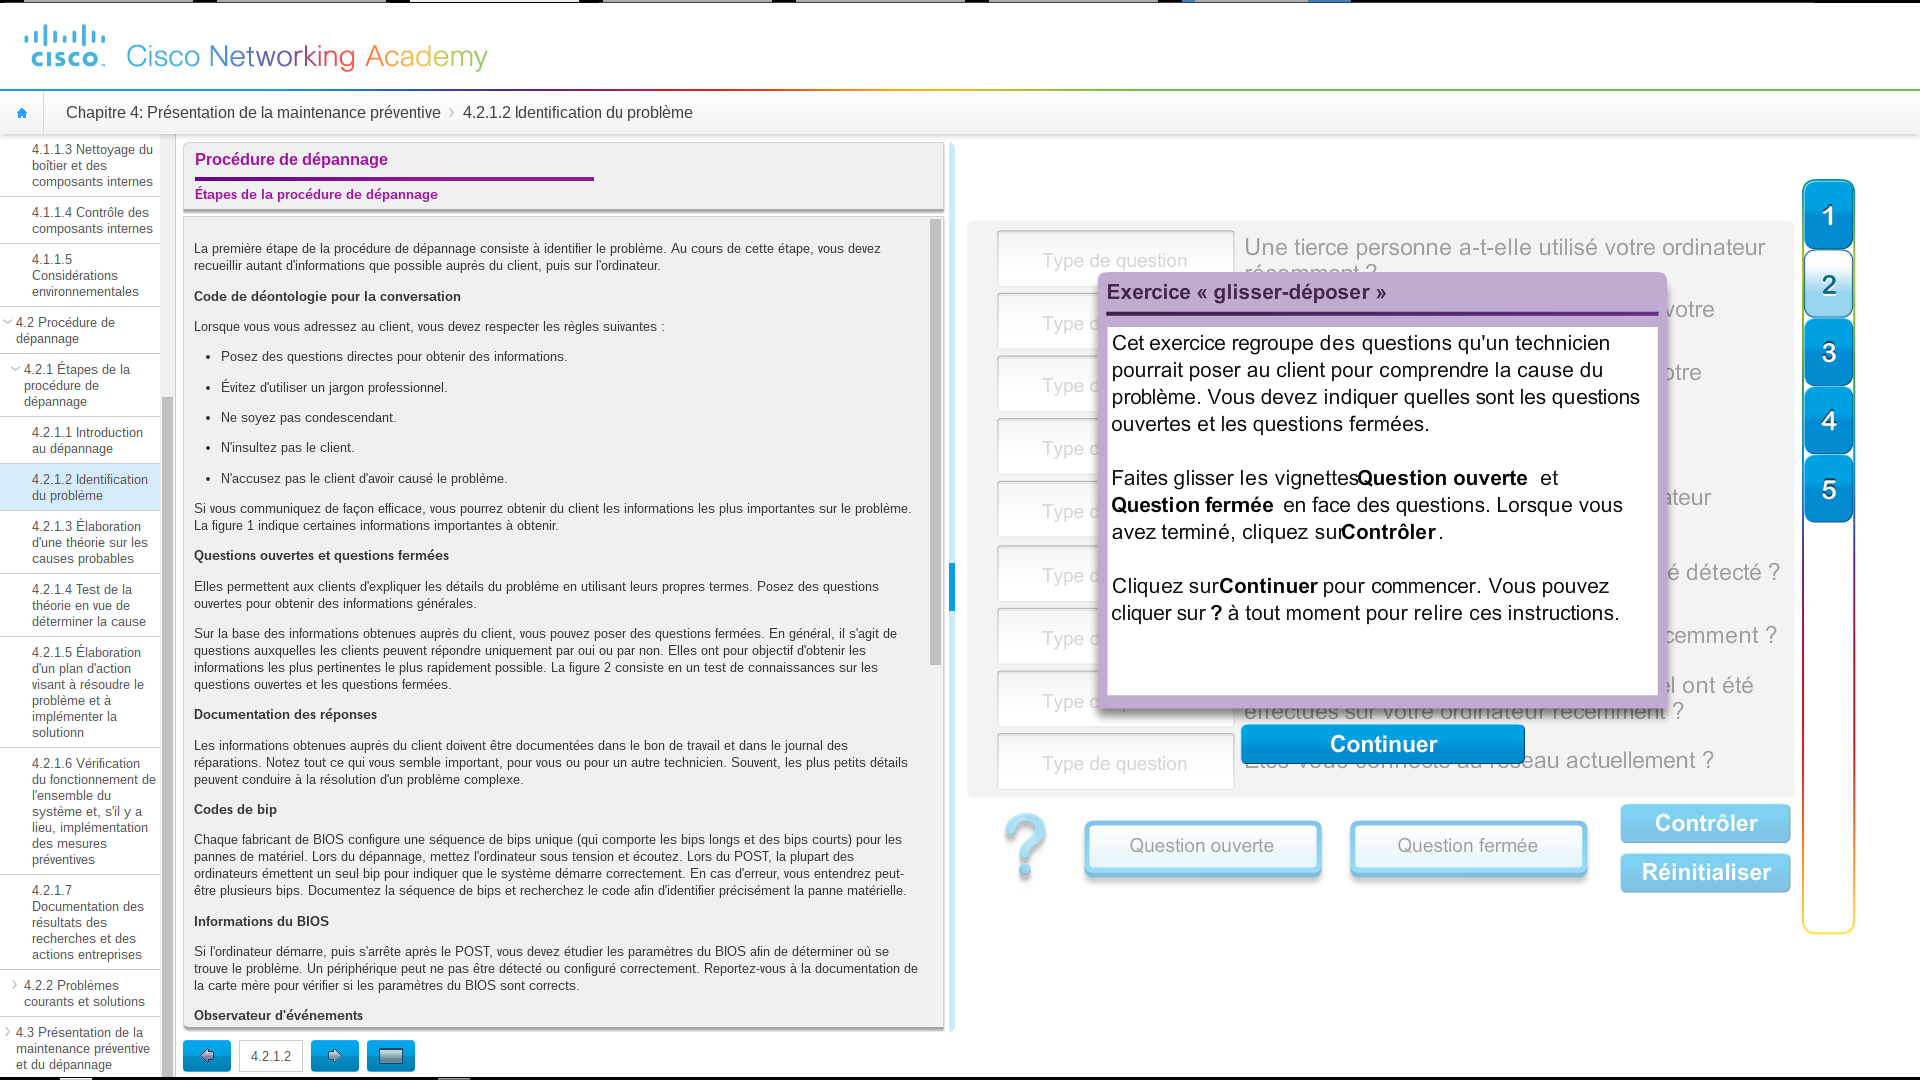 cisco.
Cisco Networking Academy
Chapitre 4: Présentation de la maintenance préventive
4.2.1.2 Identification du problème
4.1.1.3 Nettoyage du
boîtier et des
composants internes
4.1.1.4 Contrôle des
composants internes
4.1.1.5
Considérations
environnementales
4.2 Procédure de
dépannage
4.2.1 Étapes de la
procédure de
dépannage
4.2.1.1 Introduction
au dépannage
4.2.1.2 Identification
du problème
4.2.1.3 Élaboration
d'une théorie sur les
causes probables
4.2.1.4 Test de la
théorie en vue de
déterminer la cause
4.2.1.5 Élaboration
d'un plan d'action
visant à résoudre le
problème et à
implémenter la
solutionn
4.2.1.6 Vérification
du fonctionnement de
l'ensemble du
système et, s'il y a
lieu, implémentation
des mesures
préventives
4.2.1.7
Documentation des
résultats des
recherches et des
actions entreprises
4.2.2 Problèmes
courants et solutions
4.3 Présentation de la
maintenance préventive
et du dépannage
Procédure de dépannage
Étapes de la procédure de dépannage
La première étape de la procédure de dépannage consiste à identifier le problème. Au cours de cette étape, vous devez
recueillir autant d'informations que possible auprès du client, puis sur l'ordinateur.
Code de déontologie pour la conversation
Lorsque vous vous adressez au client, vous devez respecter les règles suivantes :
• Posez des questions directes pour obtenir des informations.
• Évitez d'utiliser un jargon professionnel.
• Ne soyez pas condescendant.
• N'insultez pas le client.
• N'accusez pas le client d'avoir causé le problème.
Si vous communiquez de façon efficace, vous pourrez obtenir du client les informations les plus importantes sur le problème.
La figure 1 indique certaines informations importantes à obtenir.
Questions ouvertes et questions fermées
Elles permettent aux clients d'expliquer les détails du problème en utilisant leurs propres termes. Posez des questions
ouvertes pour obtenir des informations générales.
Sur la base des informations obtenues auprès du client, vous pouvez poser des questions fermées. En général, il s'agit de
questions auxquelles les clients peuvent répondre uniquement par oui ou par non. Elles ont pour objectif d'obtenir les
informations les plus pertinentes le plus rapidement possible. La figure 2 consiste en un test de connaissances sur les
questions ouvertes et les questions fermées.
Documentation des réponses
Les informations obtenues auprès du client doivent être documentées dans le bon de travail et dans le journal des
réparations. Notez tout ce qui vous semble important, pour vous ou pour un autre technicien. Souvent, les plus petits détails
peuvent conduire à la résolution d'un problème complexe.
Codes de bip
Chaque fabricant de BIOS configure une séquence de bips unique (qui comporte les bips longs et des bips courts) pour les
pannes de matériel. Lors du dépannage, mettez l'ordinateur sous tension et écoutez. Lors du POST, la plupart des
ordinateurs émettent un seul bip pour indiquer que le système démarre correctement. En cas d'erreur, vous entendrez peut-
être plusieurs bips. Documentez la séquence de bips et recherchez le code afin d'identifier précisément la panne matérielle.
Informations du BIOS
Si l'ordinateur démarre, puis s'arrête après le POST, vous devez étudier les paramètres du BIOS afin de déterminer où se
trouve le problème. Un périphérique peut ne pas être détecté ou configuré correctement. Reportez-vous à la documentation de
la carte mère pour vérifier si les paramètres du BIOS sont corrects.
Observateur d'événements
4.2.1.2
Type de question
Une tierce personne a-t-elle utilisé votre ordinateur
récemment ?
Type d
votre
Type d
otre
Type d
Type d
ateur
Type d
é détecté ?
Type d
cemment ?
Type d
el ont été
effectués sur votre ordinateur récemment ?
Type de question
Êtes-vous connecté au réseau actuellement ?
Exercice « glisser-déposer »
Cet exercice regroupe des questions qu'un technicien
pourrait poser au client pour comprendre la cause du
problème. Vous devez indiquer quelles sont les questions
ouvertes et les questions fermées.
Faites glisser les vignettesQuestion ouverte et
Question fermée en face des questions. Lorsque vous
avez terminé, cliquez surContrôler.
Cliquez surContinuer pour commencer. Vous pouvez
cliquer sur ? à tout moment pour relire ces instructions.
Continuer
?
Question ouverte
Question fermée
Contrôler
Réinitialiser
1
2
3
4
5